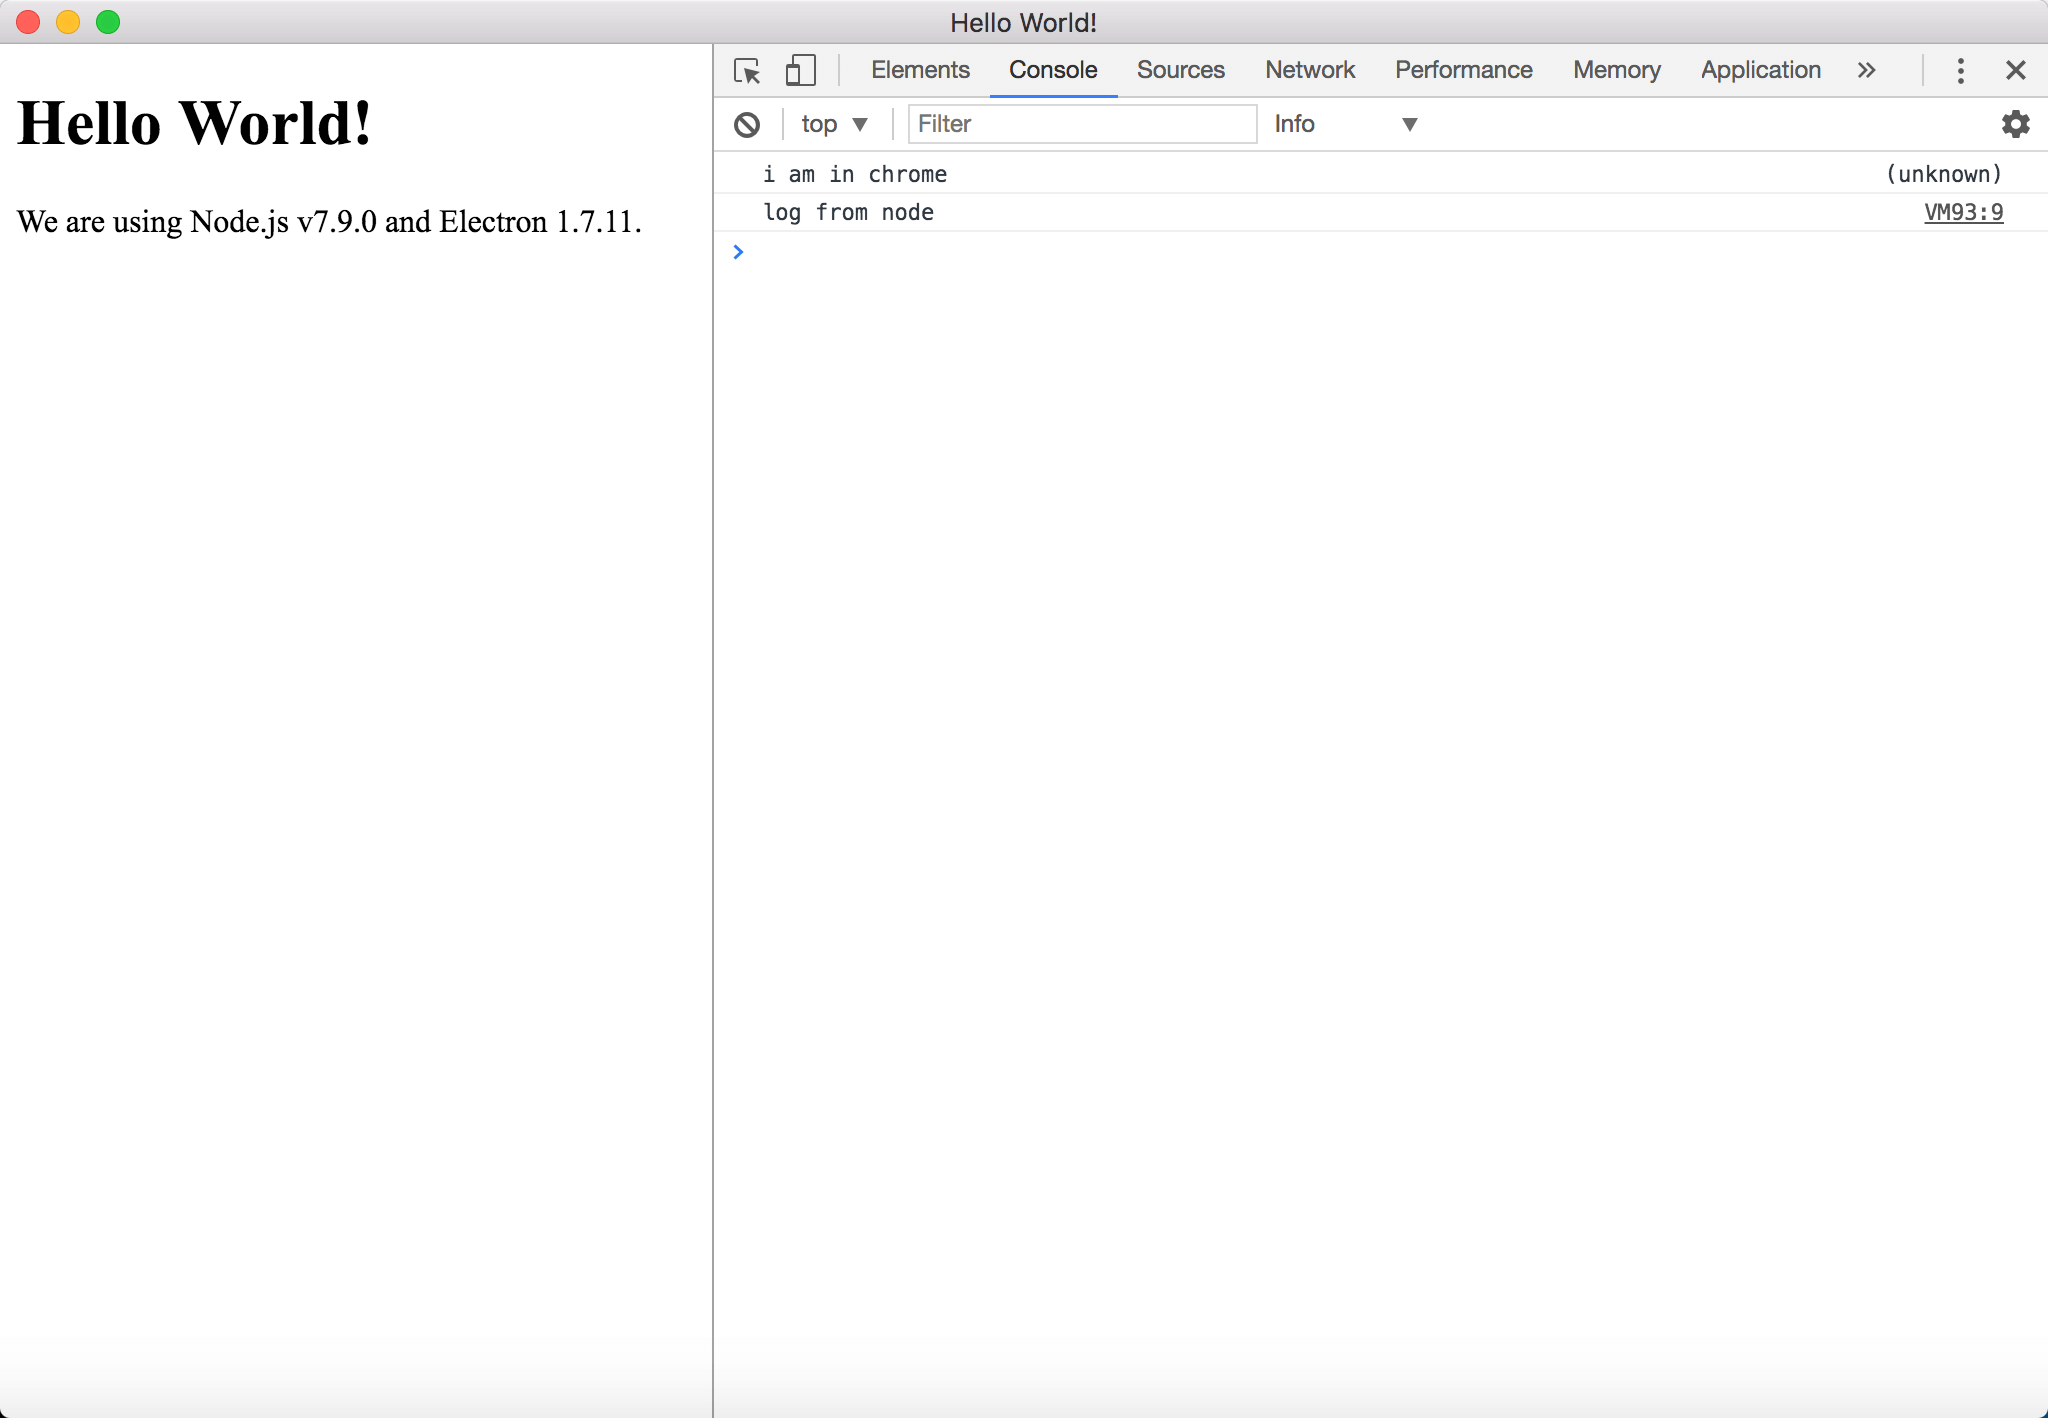 Hello World!
Hello World!
We are using Node.js v7.9.0 and Electron 1.7.11.
Elements Console Sources Network Performance Memory Application
top Filter Info
i am in chrome (unknown)
log from node VM93:9